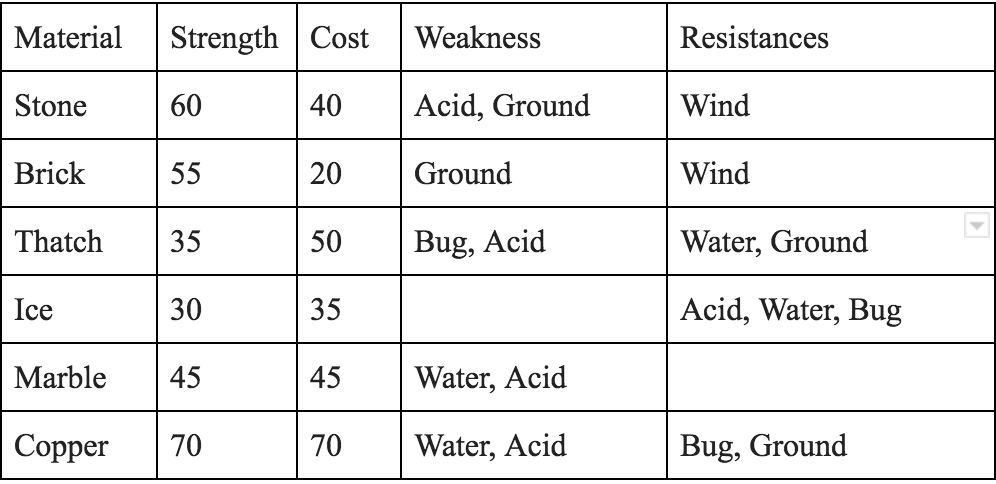 Material Strength Cost Weakness Resistances
Stone 60 40 Acid, Ground Wind
Brick 55 20 Ground Wind
Thatch 35 50 Bug, Acid Water, Ground
Ice 30 35 Acid, Water, Bug
Marble 45 45 Water, Acid
Copper 70 70 Water, Acid Bug, Ground